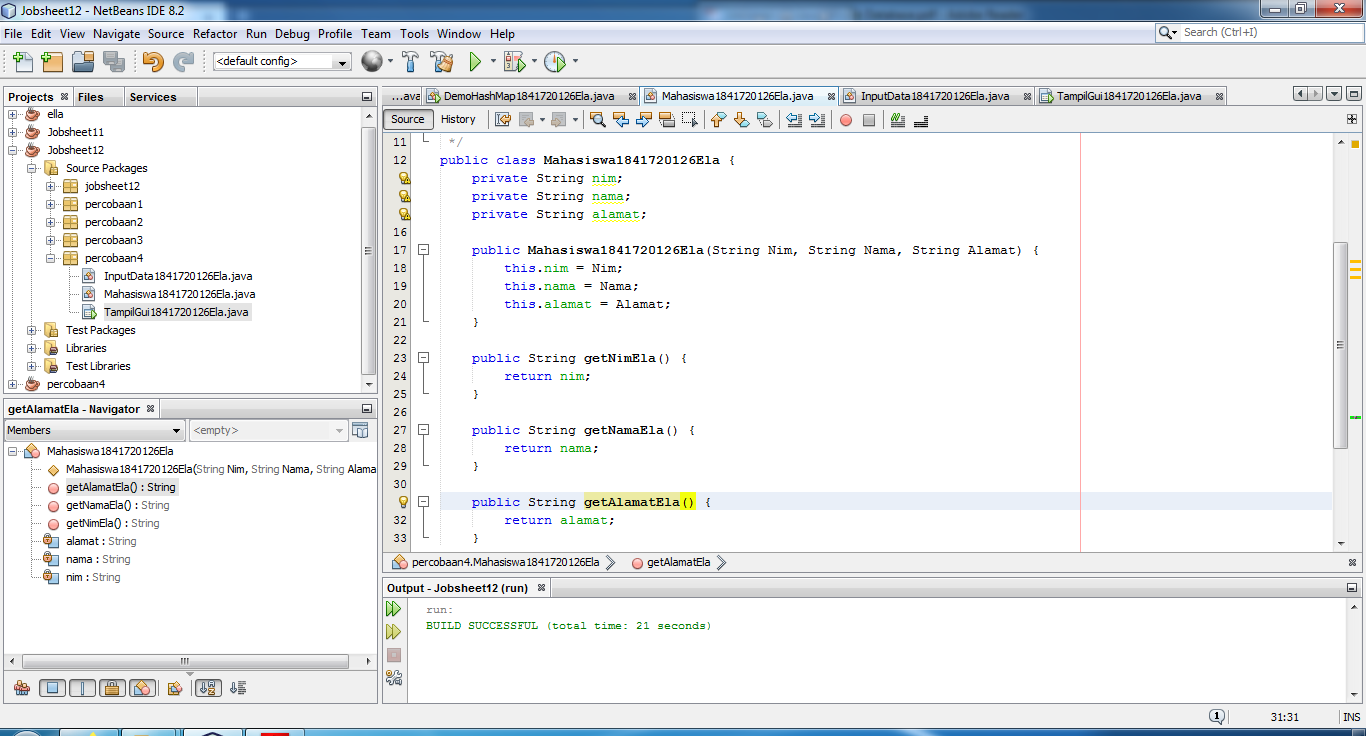 Jobsheet12 - NetBeans IDE 8.2
File Edit View Navigate Source Refactor Run Debug Profile Team Tools Window Help
Search (Ctrl+I)
<default config>
Projects Files Services
ella
Jobsheet11
Jobsheet12
Source Packages
jobsheet12
percobaan1
percobaan2
percobaan3
percobaan4
InputData1841720126Ela.java
Mahasiswa1841720126Ela.java
TampilGui1841720126Ela.java
Test Packages
Libraries
Test Libraries
percobaan4
getAlamatEla - Navigator
Members <empty>
Mahasiswa1841720126Ela
Mahasiswa1841720126Ela(String Nim, String Nama, String Alama
getAlamatEla() : String
getNamaEla() : String
getNimEla() : String
alamat : String
nama : String
nim : String
...ava DemoHashMap1841720126Ela.java Mahasiswa1841720126Ela.java InputData1841720126Ela.java TampilGui1841720126Ela.java
Source History
11 */
12 public class Mahasiswa1841720126Ela {
private String nim;
private String nama;
private String alamat;
16
17 public Mahasiswa1841720126Ela(String Nim, String Nama, String Alamat) {
18 this.nim = Nim;
19 this.nama = Nama;
20 this.alamat = Alamat;
21 }
22
23 public String getNimEla() {
24 return nim;
25 }
26
27 public String getNamaEla() {
28 return nama;
29 }
30
public String getAlamatEla() {
32 return alamat;
33 }
percobaan4.Mahasiswa1841720126Ela getAlamatEla
Output - Jobsheet12 (run)
run:
BUILD SUCCESSFUL (total time: 21 seconds)
1 31:31 INS